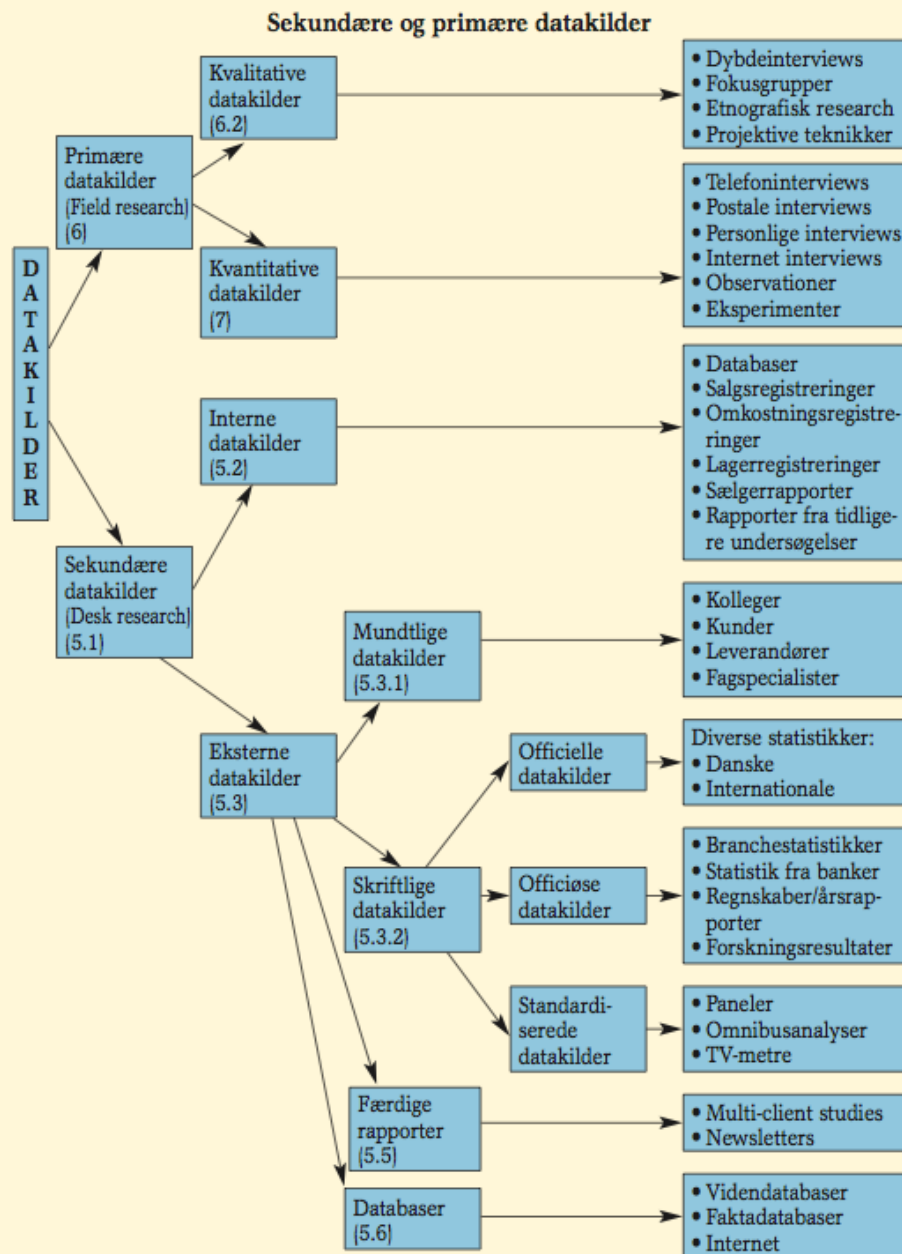 Sekundære og primære datakilder
DATAKILDER
Primære
datakilder
(Field research)
(6)
Kvalitative
datakilder
(6.2)
• Dybdeinterviews
• Fokusgrupper
• Etnografisk research
• Projektive teknikker
Kvantitative
datakilder
(7)
• Telefoninterviews
• Postale interviews
• Personlige interviews
• Internet interviews
• Observationer
• Eksperimenter
Sekundære
datakilder
(Desk research)
(5.1)
Interne
datakilder
(5.2)
• Databaser
• Salgsregistreringer
• Omkostningsregistre-
ringer
• Lagerregistreringer
• Sælgerrapporter
• Rapporter fra tidlige-
re undersøgelser
Eksterne
datakilder
(5.3)
Mundtlige
datakilder
(5.3.1)
• Kolleger
• Kunder
• Leverandører
• Fagspecialister
Skriftlige
datakilder
(5.3.2)
Officielle
datakilder
Diverse statistikker:
• Danske
• Internationale
Officiøse
datakilder
• Branchestatistikker
• Statistik fra banker
• Regnskaber/årsrap-
porter
• Forskningsresultater
Standardi-
serede
datakilder
• Paneler
• Omnibusanalyser
• TV-metre
Færdige
rapporter
(5.5)
• Multi-client studies
• Newsletters
Databaser
(5.6)
• Videndatabaser
• Faktadatabaser
• Internet